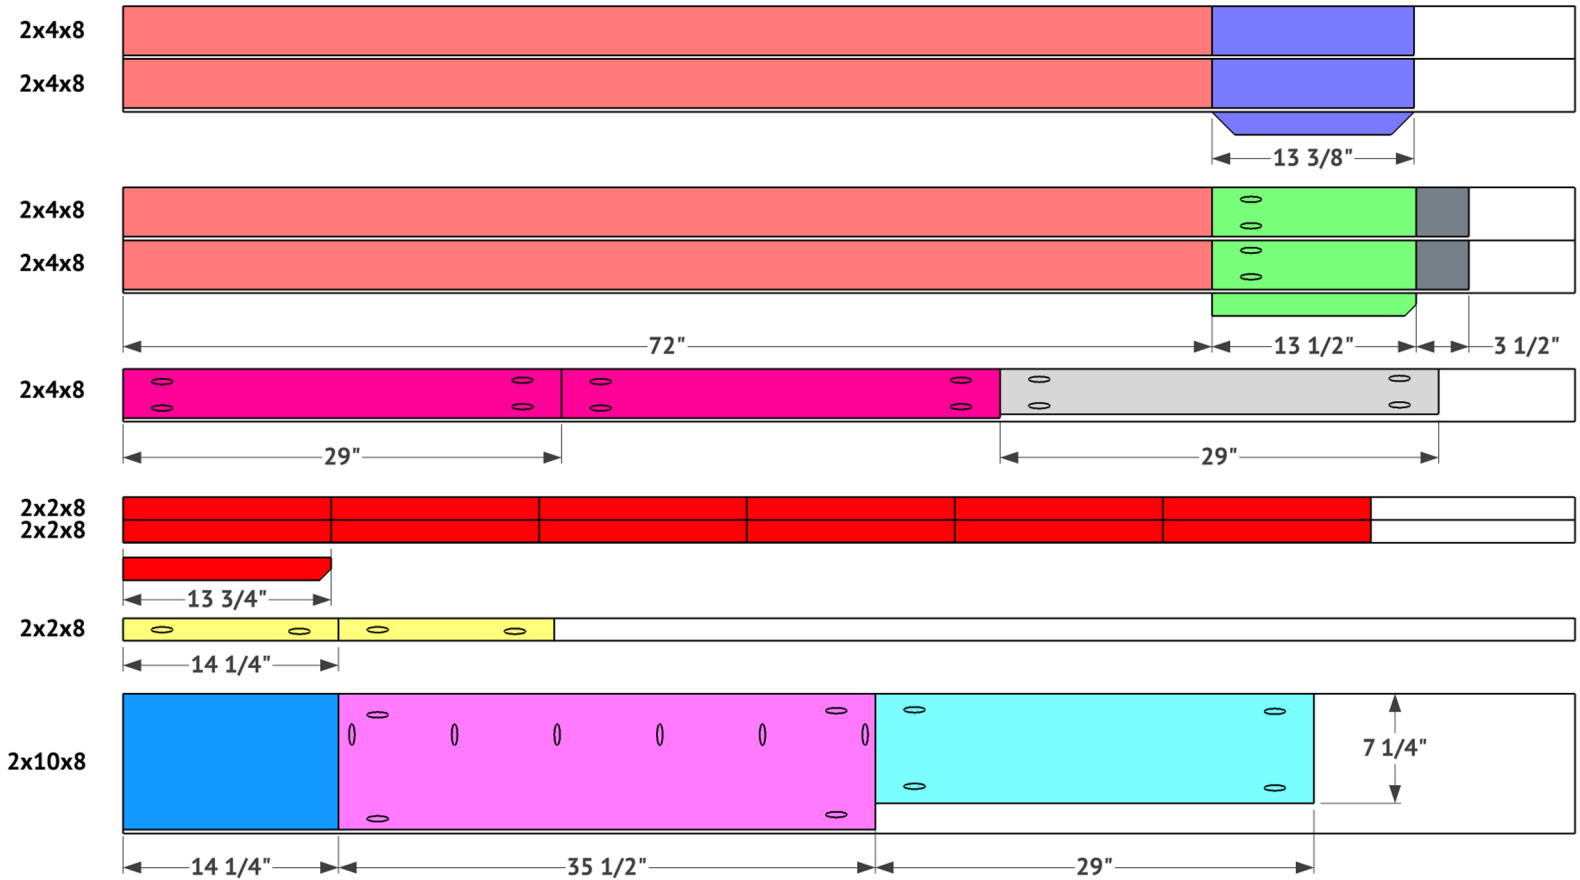 2x4x8
2x4x8
13 3/8"
2x4x8
2x4x8
72" 13 1/2" 3 1/2"
2x4x8
29" 29"
2x2x8
2x2x8
13 3/4"
2x2x8
14 1/4"
7 1/4"
2x10x8
14 1/4" 35 1/2" 29"